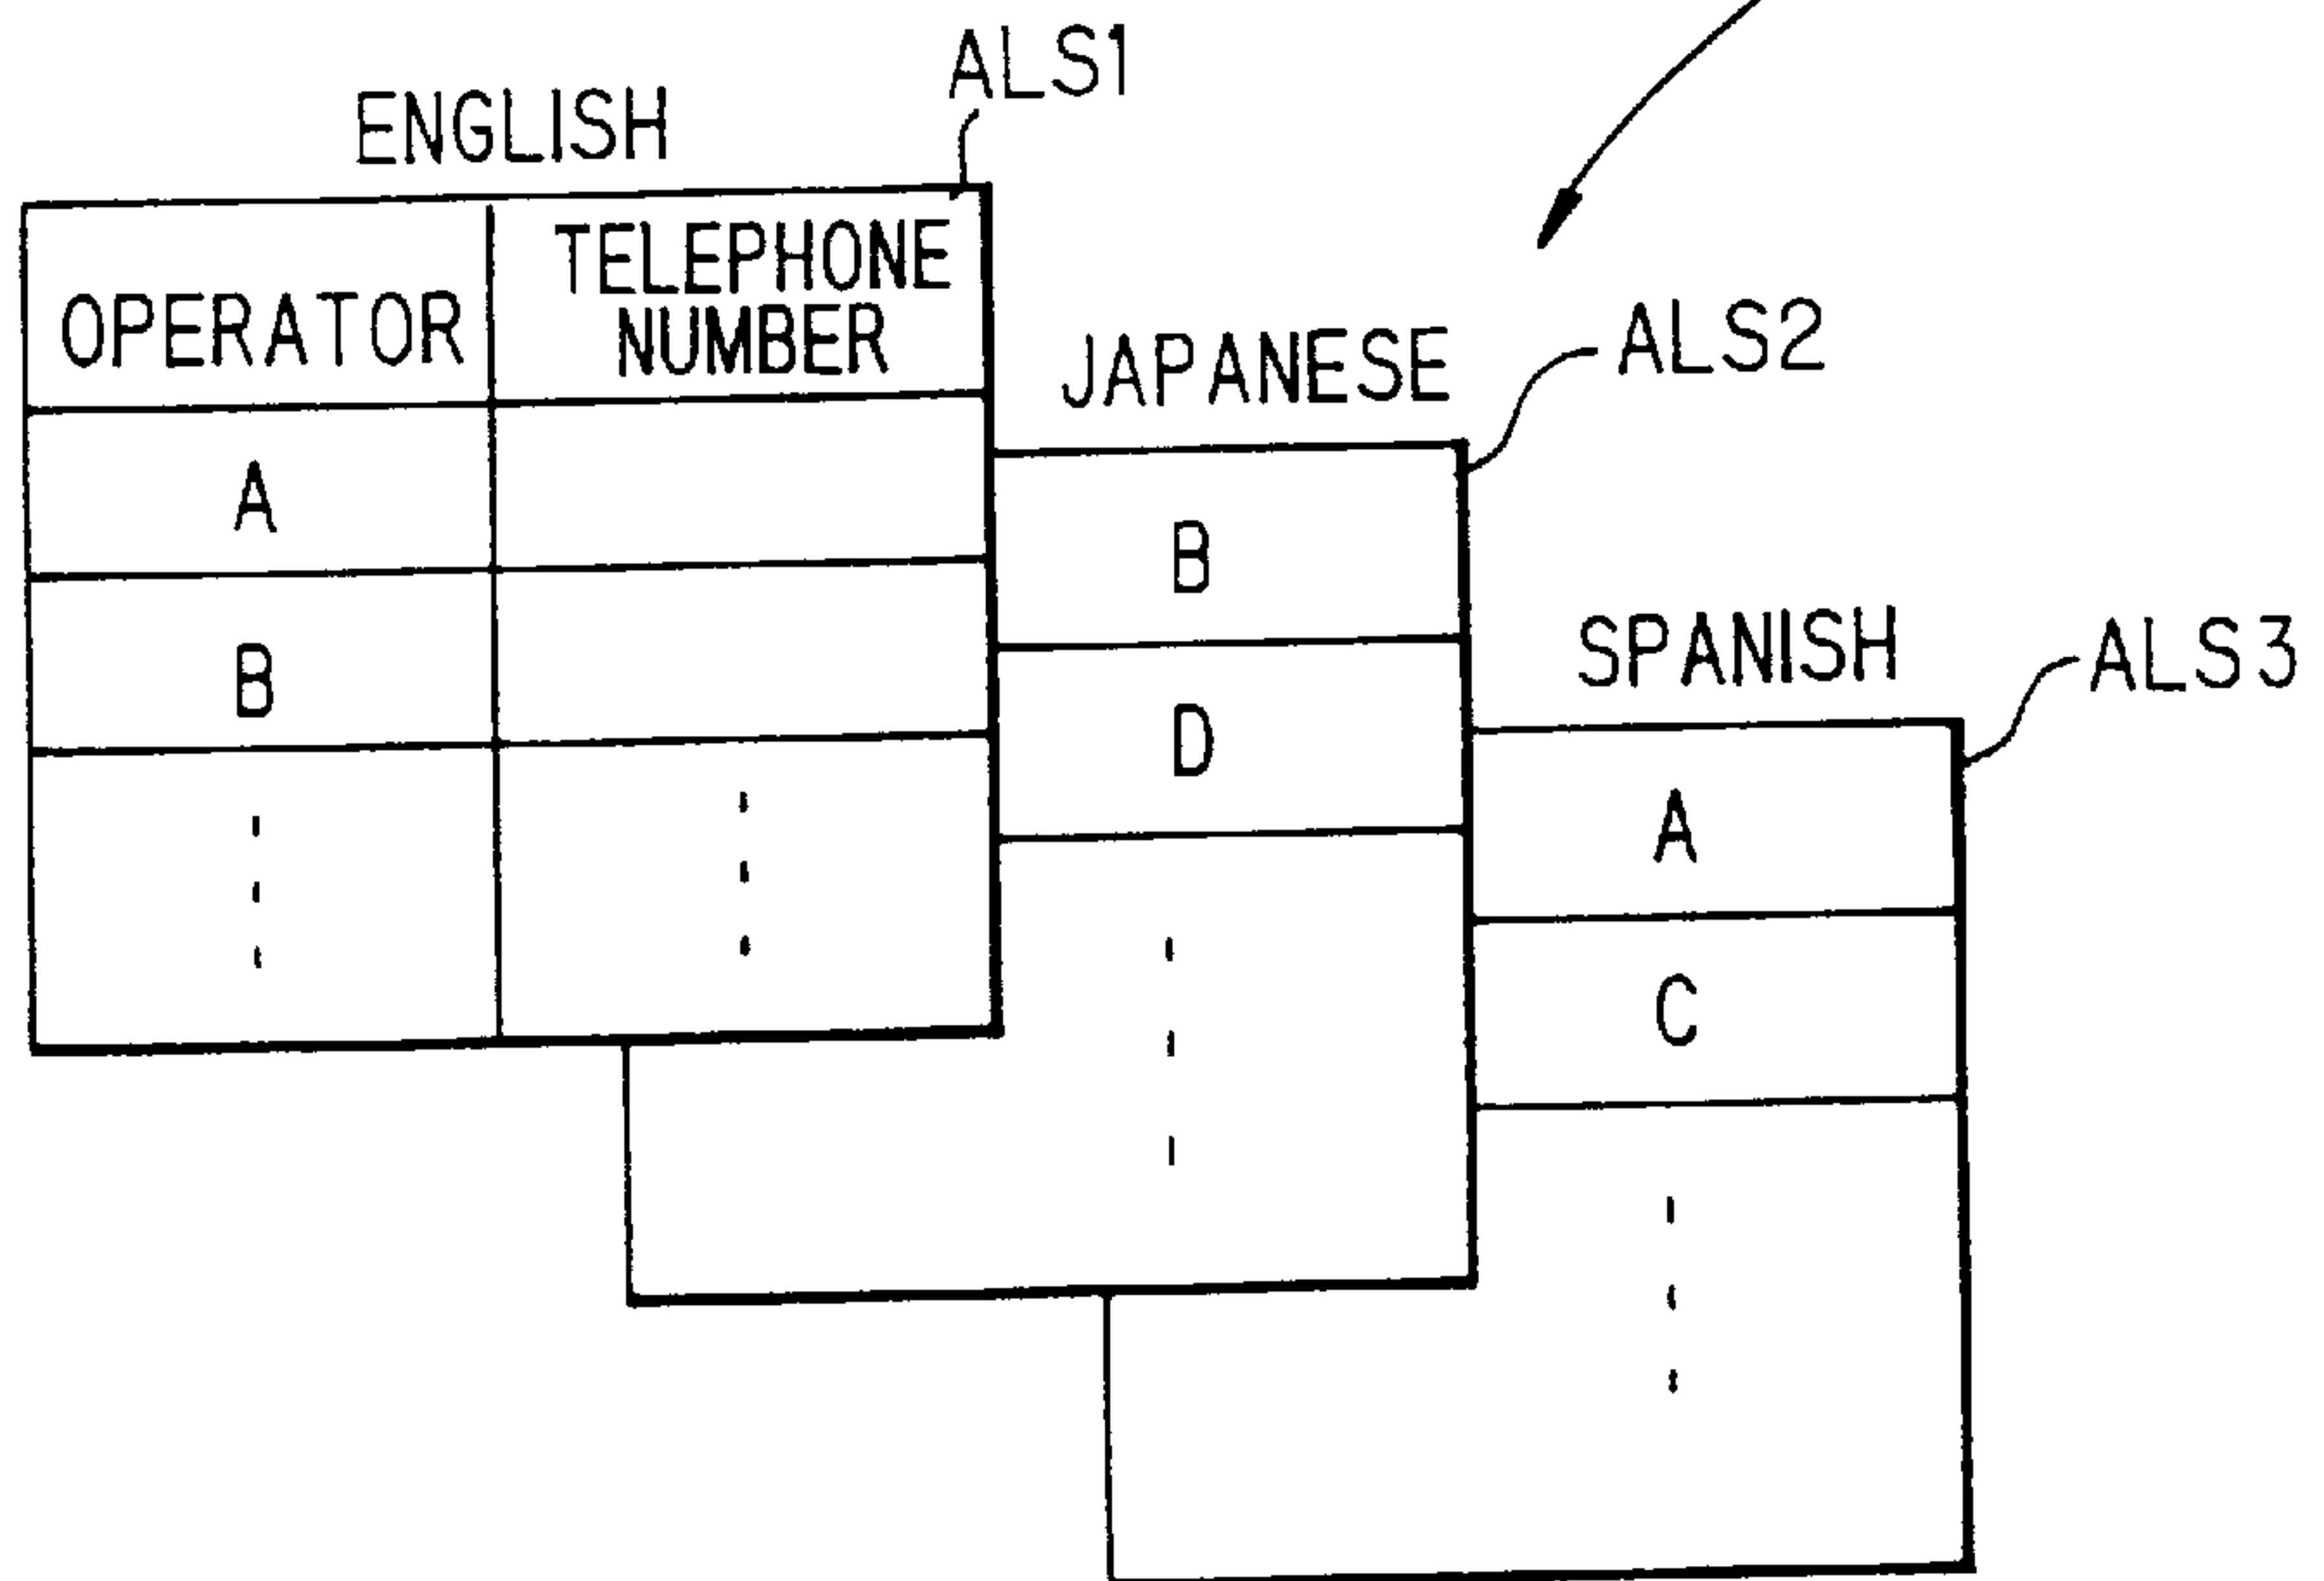 ENGLISH
ALS1
OPERATOR
TELEPHONE
NUMBER
A
B
JAPANESE
ALS2
B
D
SPANISH
ALS3
A
C